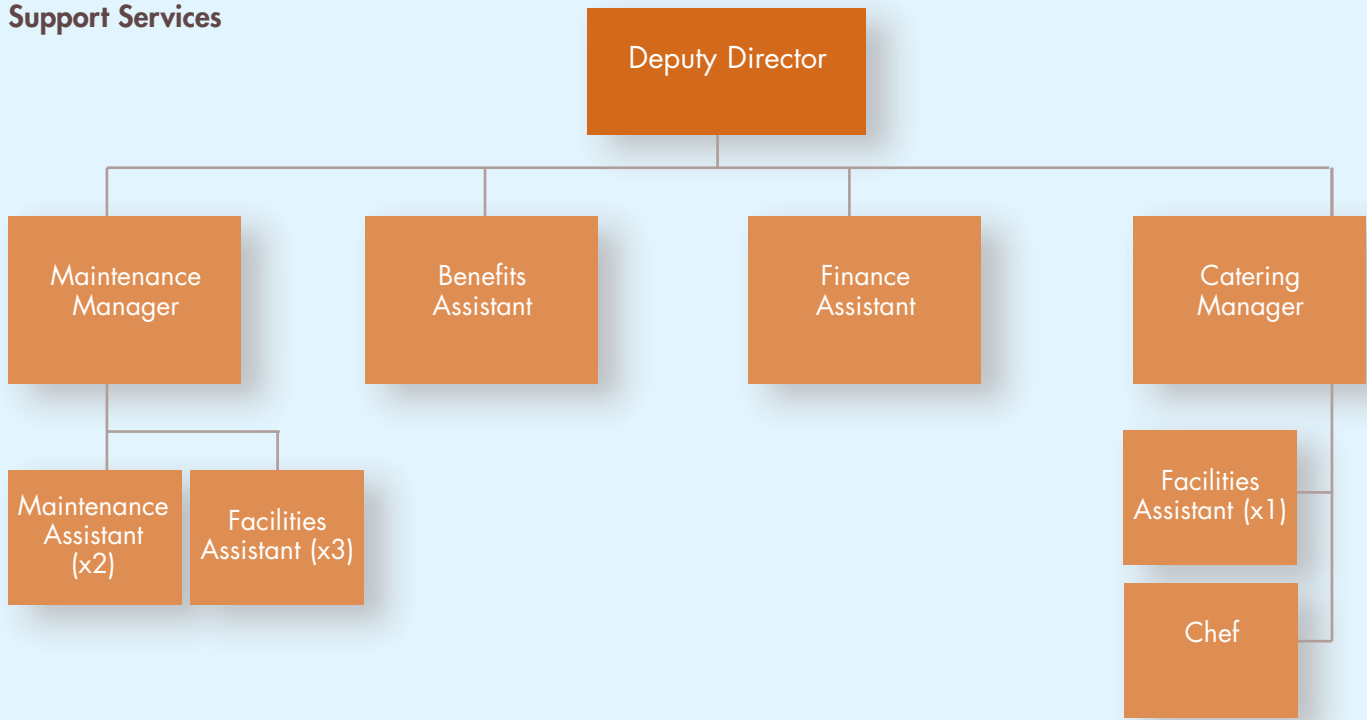 Support Services
Deputy Director
Maintenance
Manager
Benefits
Assistant
Finance
Assistant
Catering
Manager
Maintenance
Assistant
(x2)
Facilities
Assistant (x3)
Facilities
Assistant (x1)
Chef